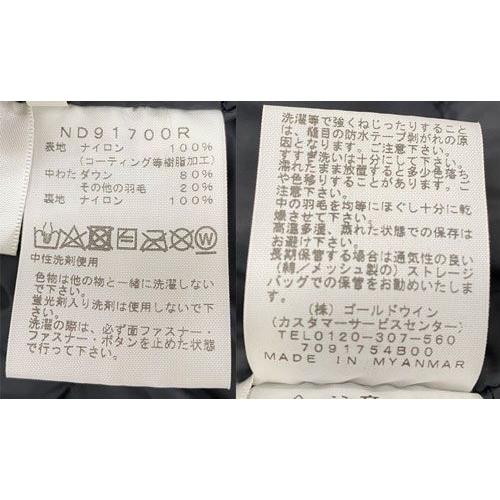 ND91700R
表地 ナイロン 100%
(コーティング等樹脂加工)
中わた ダウン 80%
その他の羽毛 20%
裏地 ナイロン 100%
中性洗剤使用
色物は他の物と一緒に洗濯しないで下さい。
蛍光剤入り洗剤は使用しないで下さい。
洗濯の際は、必ず面ファスナー・
ファスナー・ボタンを止めた状態
で行って下さい。
洗濯等で強くねじったりすること
は、縫目の防水テープ剥がれの原
因となります。ご注意下さい。
すすぎ洗いは十分にして下さい。
濡れたまま放置すると多少色落ち
や色移りすることがあります。ご
注意下さい。
中の羽毛を均等にほぐし十分に乾
燥させて下さい。
高温多湿、蒸れた状態での保存は
お避け下さい。
長期保管する場合は通気性の良い
(綿／メッシュ製の) ストレージ
バッグでの保管をお勧めいたしま
す。
(株) ゴールドウイン
(カスタマーサービスセンター)
TEL0120-307-560
7091754B00
MADE IN MYANMAR